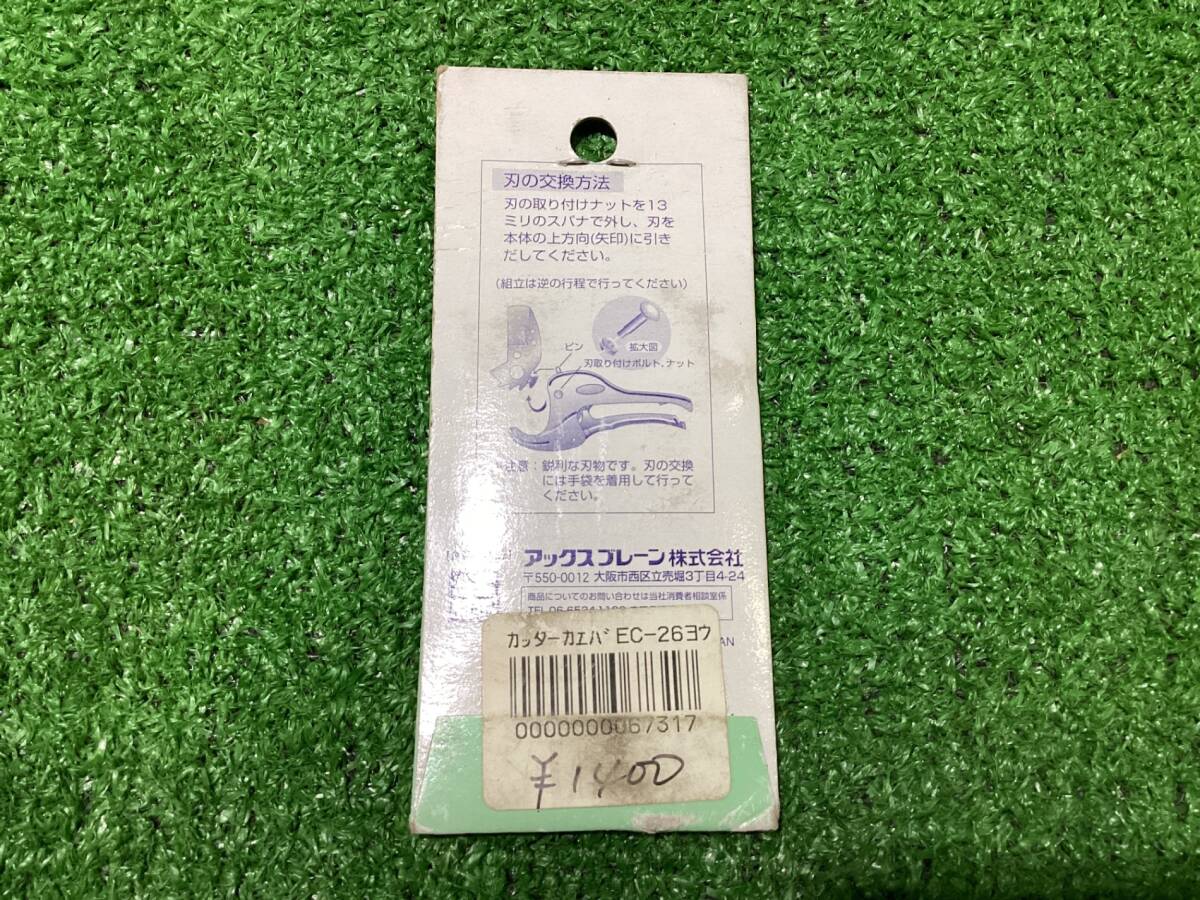 刃の交換方法
刃の取り付けナットを13
ミリのスパナで外し、刃を
本体の上方向(矢印)に引き
だしてください。
(組立は逆の行程で行ってください)
ピン
拡大図
刃取り付けボルト、ナット
注意：鋭利な刃物です。刃の交換
には手袋を着用して行って
ください。
アックスブレーン株式会社
〒550-0012 大阪市西区立売堀3丁目4-24
商品についてのお問い合わせは当社消費者相談室係
カッターカエバ EC-26ヨウ
0000000067317
¥1400